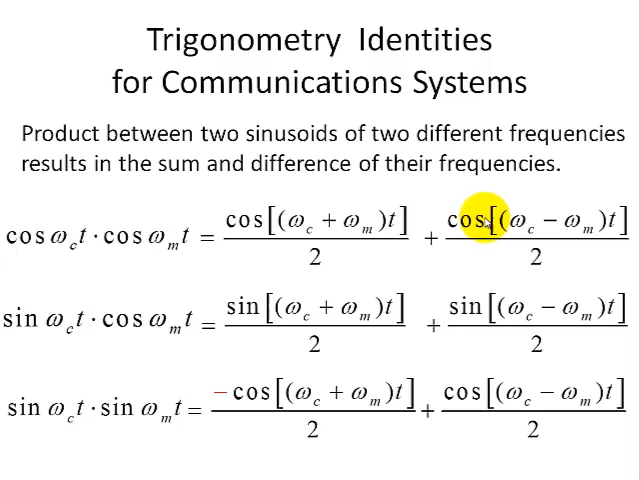 Trigonometry Identities
for Communications Systems
Product between two sinusoids of two different frequencies
results in the sum and difference of their frequencies.
cos ω_c t · cos ω_m t = cos[(ω_c + ω_m)t]/2 + cos[(ω_c − ω_m)t]/2
sin ω_c t · cos ω_m t = sin[(ω_c + ω_m)t]/2 + sin[(ω_c − ω_m)t]/2
sin ω_c t · sin ω_m t = −cos[(ω_c + ω_m)t]/2 + cos[(ω_c − ω_m)t]/2